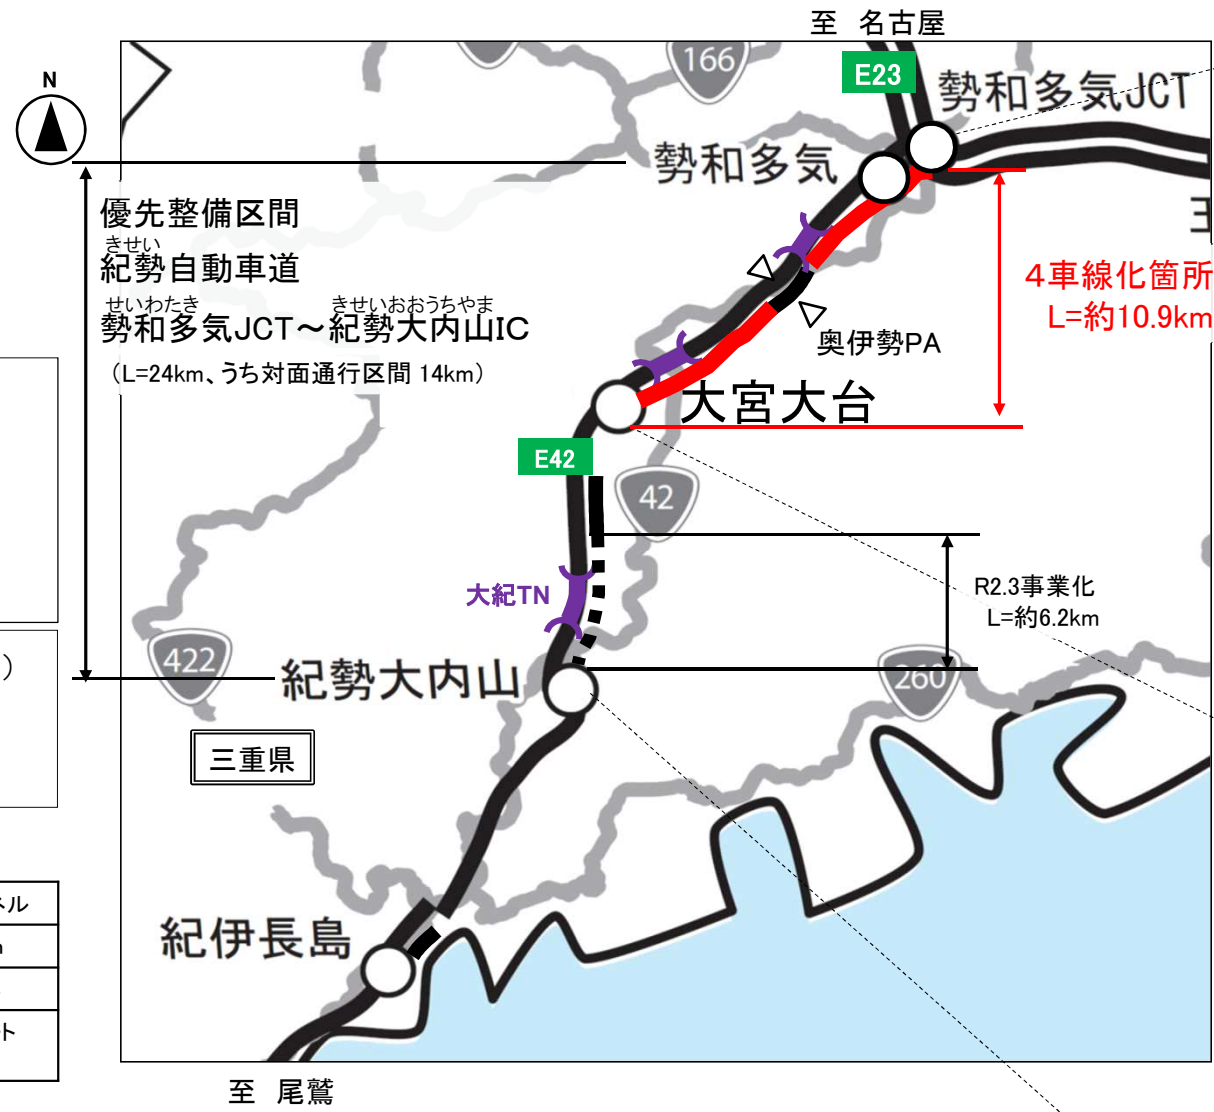 至 名古屋
N
166
E23
勢和多気JCT
勢和多気
優先整備区間
きせい
紀勢自動車道
せいわたき きせいおおうちやま
勢和多気JCT～紀勢大内山IC
（L=24km、うち対面通行区間 14km）
4車線化箇所
L=約10.9km
奥伊勢PA
大宮大台
E42
42
大紀TN
R2.3事業化
L=約6.2km
422
紀勢大内山
260
三重県
紀伊長島
ネル
ト
至 尾鷲